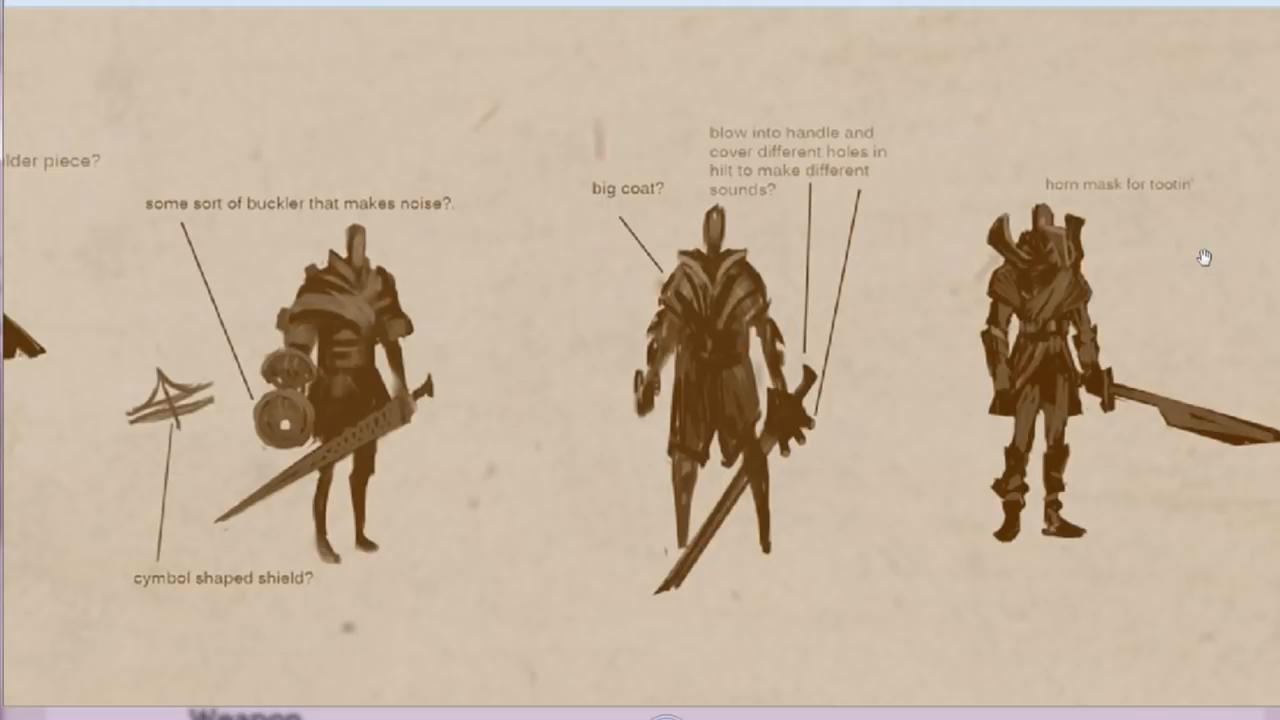 lder piece?
some sort of buckler that makes noise?.
big coat?
blow into handle and
cover different holes in
hilt to make different
sounds?
horn mask for tootin'
cymbol shaped shield?
Weapon